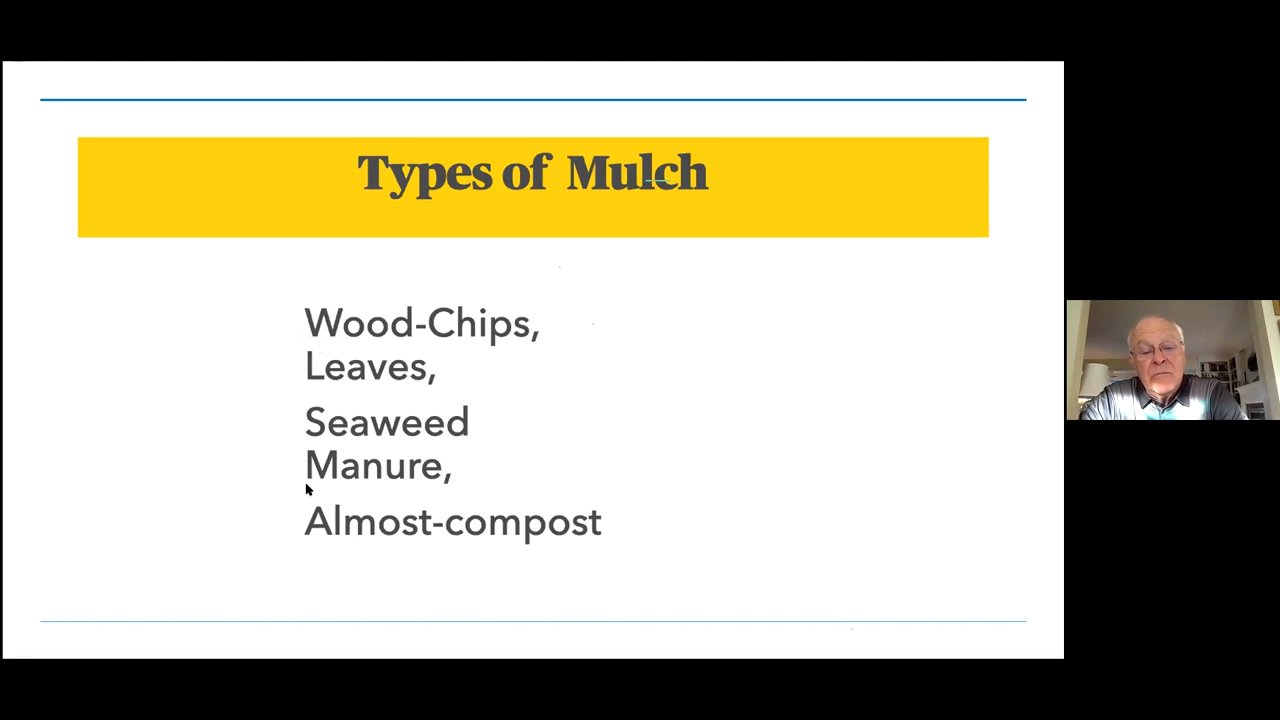 Types of Mulch
Wood-Chips,
Leaves,
Seaweed
Manure,
Almost-compost